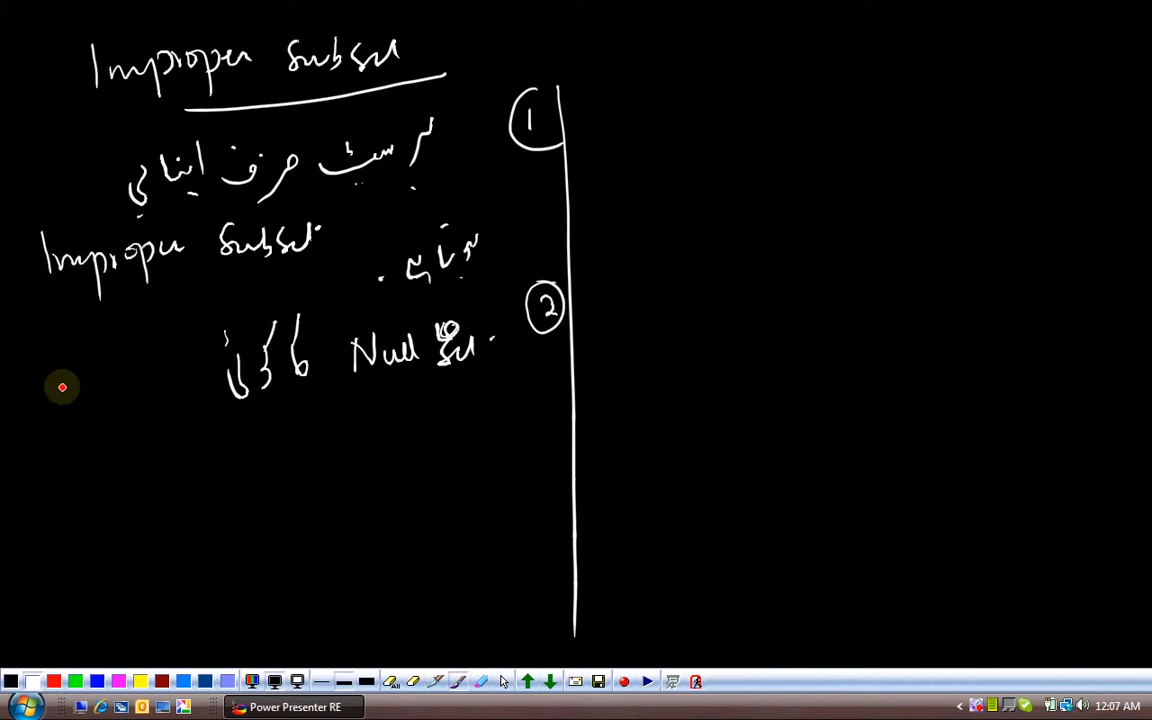 Improper Subset
①
ہر سیٹ صرف اپنا ہی
Improper Subset
ہوتا ہے.
②
Null Set کا کوئی
Power Presenter RE
12:07 AM